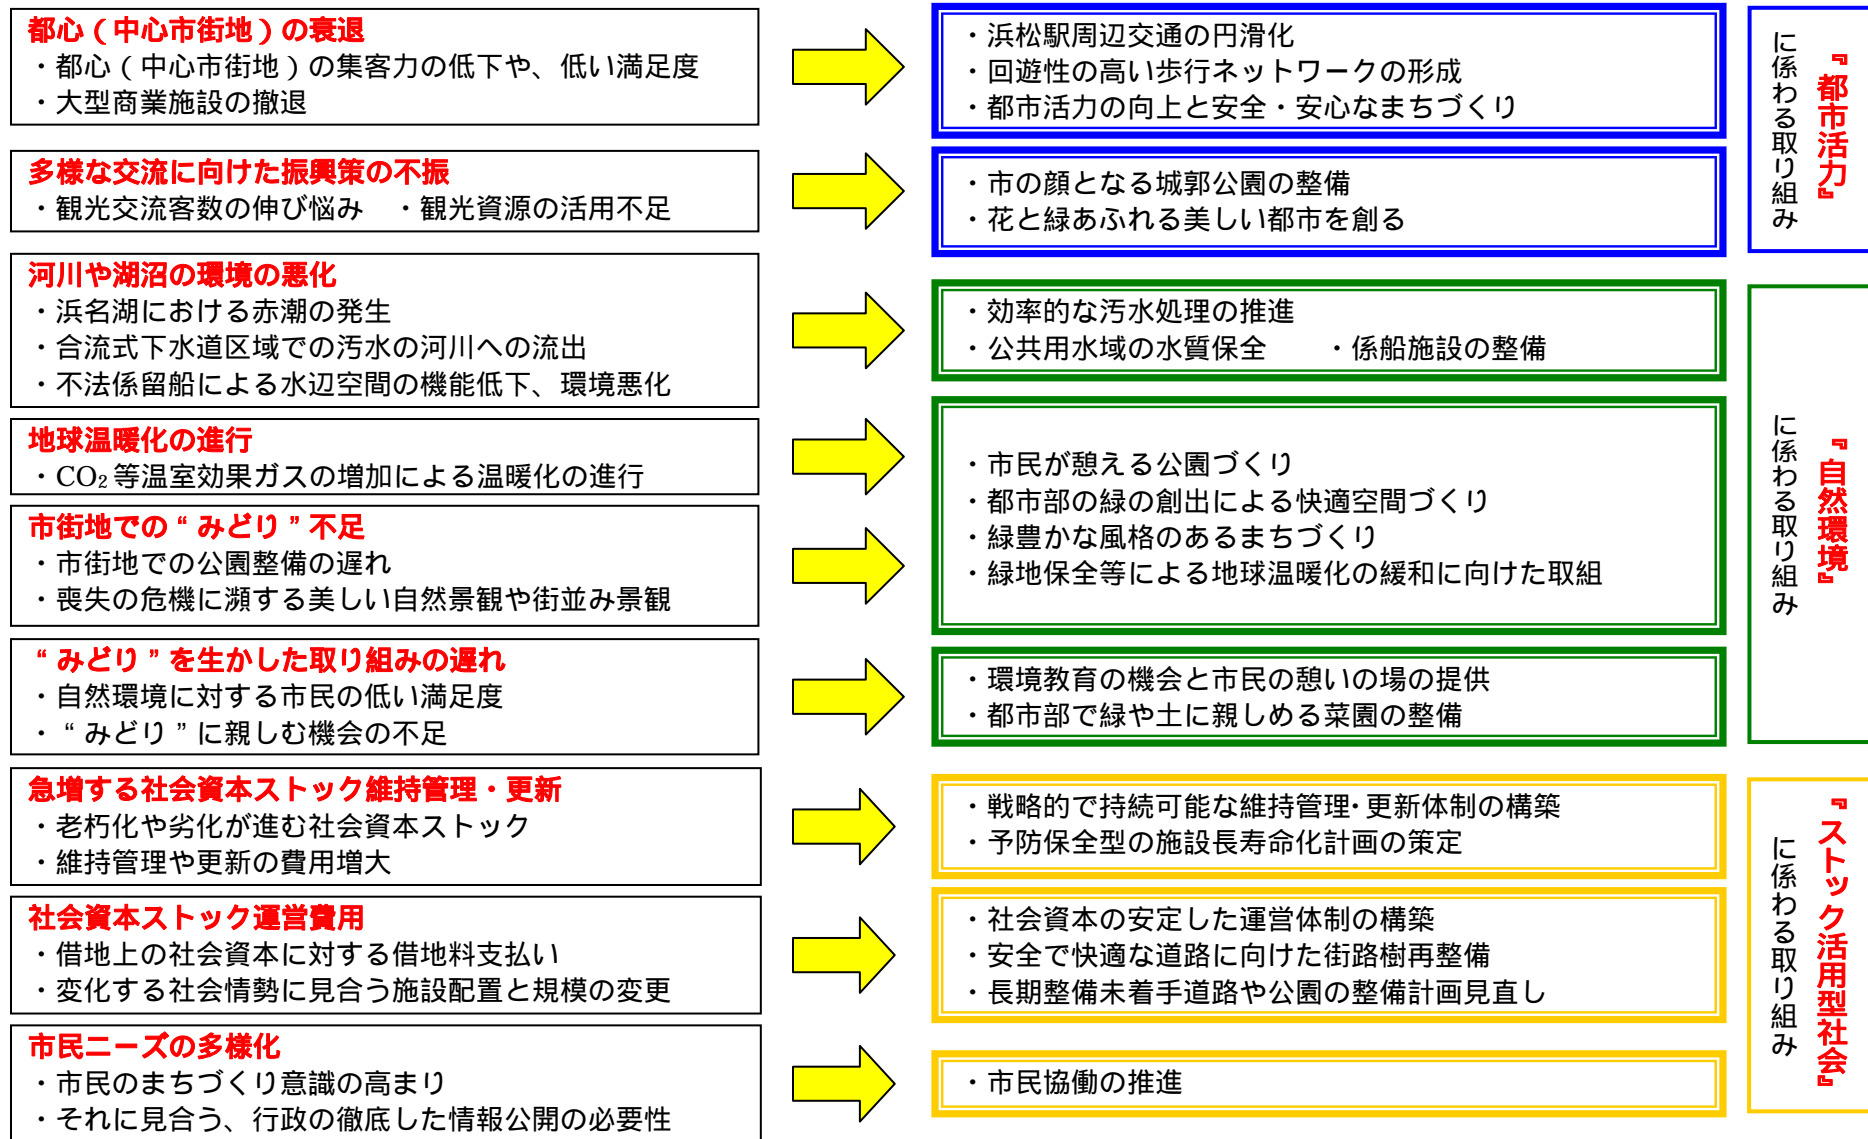 都心（中心市街地）の衰退
・都心（中心市街地）の集客力の低下や、低い満足度
・大型商業施設の撤退
・浜松駅周辺交通の円滑化
・回遊性の高い歩行ネットワークの形成
・都市活力の向上と安全・安心なまちづくり
多様な交流に向けた振興策の不振
・観光交流客数の伸び悩み　・観光資源の活用不足
・市の顔となる城郭公園の整備
・花と緑あふれる美しい都市を創る
『都市活力』
に係わる取り組み
河川や湖沼の環境の悪化
・浜名湖における赤潮の発生
・合流式下水道区域での汚水の河川への流出
・不法係留船による水辺空間の機能低下、環境悪化
・効率的な汚水処理の推進
・公共用水域の水質保全　　・係船施設の整備
地球温暖化の進行
・CO₂等温室効果ガスの増加による温暖化の進行
市街地での“みどり”不足
・市街地での公園整備の遅れ
・喪失の危機に瀕する美しい自然景観や街並み景観
・市民が憩える公園づくり
・都市部の緑の創出による快適空間づくり
・緑豊かな風格のあるまちづくり
・緑地保全等による地球温暖化の緩和に向けた取組
“みどり”を生かした取り組みの遅れ
・自然環境に対する市民の低い満足度
・“みどり”に親しむ機会の不足
・環境教育の機会と市民の憩いの場の提供
・都市部で緑や土に親しめる菜園の整備
『自然環境』
に係わる取り組み
急増する社会資本ストック維持管理・更新
・老朽化や劣化が進む社会資本ストック
・維持管理や更新の費用増大
・戦略的で持続可能な維持管理・更新体制の構築
・予防保全型の施設長寿命化計画の策定
社会資本ストック運営費用
・借地上の社会資本に対する借地料支払い
・変化する社会情勢に見合う施設配置と規模の変更
・社会資本の安定した運営体制の構築
・安全で快適な道路に向けた街路樹再整備
・長期整備未着手道路や公園の整備計画見直し
市民ニーズの多様化
・市民のまちづくり意識の高まり
・それに見合う、行政の徹底した情報公開の必要性
・市民協働の推進
『ストック活用型社会』
に係わる取り組み